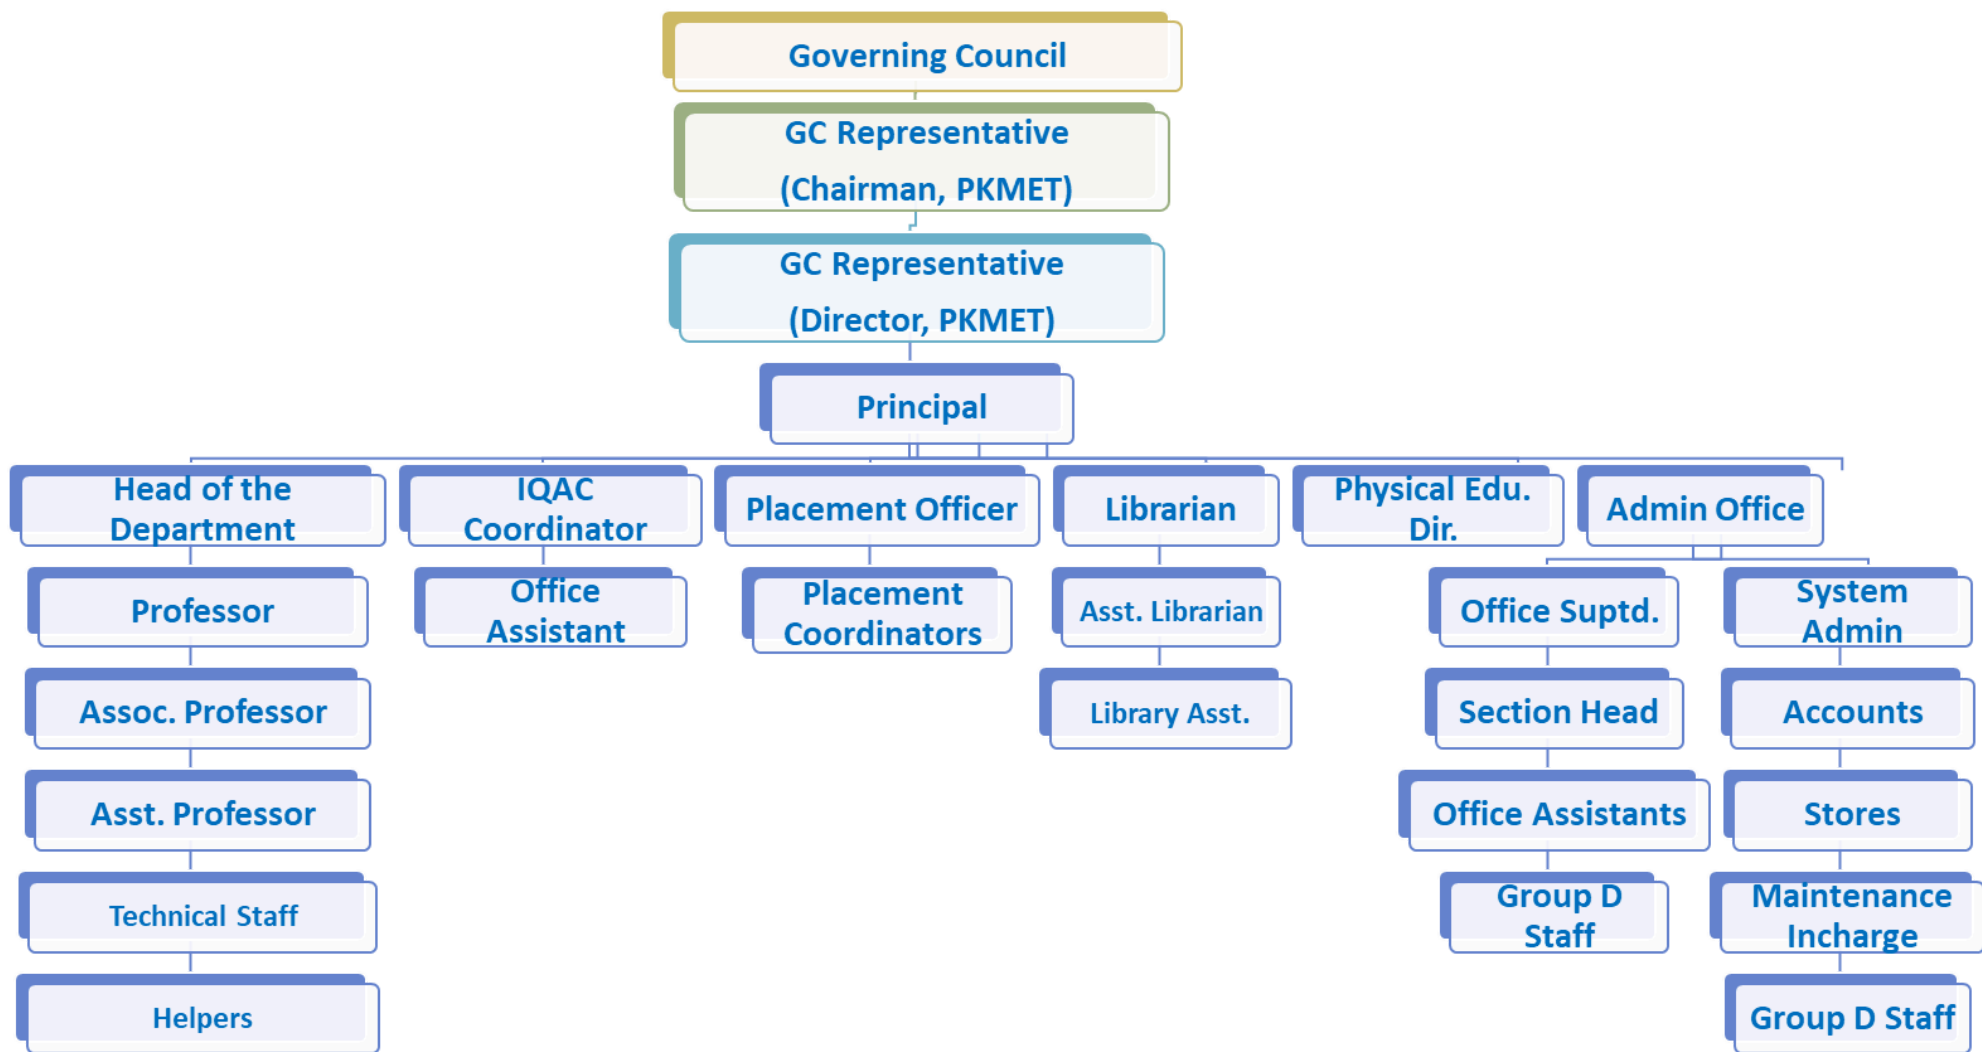 Governing Council
GC Representative
(Chairman, PKMET)
GC Representative
(Director, PKMET)
Principal
Head of the
Department
IQAC
Coordinator
Placement Officer
Librarian
Physical Edu.
Dir.
Admin Office
Professor
Office
Assistant
Placement
Coordinators
Asst. Librarian
Office Suptd.
System
Admin
Assoc. Professor
Library Asst.
Section Head
Accounts
Asst. Professor
Office Assistants
Stores
Technical Staff
Group D
Staff
Maintenance
Incharge
Helpers
Group D Staff